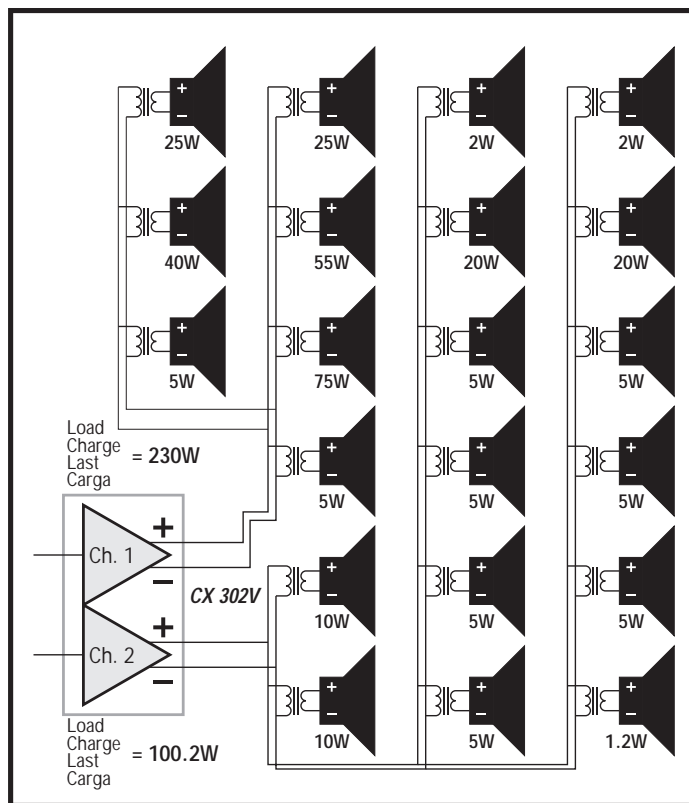 + + + +
− − − −
25W 25W 2W 2W
+ + + +
− − − −
40W 55W 20W 20W
+ + + +
− − − −
5W 75W 5W 5W
Load
Charge
Last
Carga
= 230W
+ + +
− − −
5W 5W 5W
Ch. 1
+
−
CX 302V
+ + +
− − −
10W 5W 5W
Ch. 2
+
−
+ + +
− − −
10W 5W 1.2W
Load
Charge
Last
Carga
= 100.2W